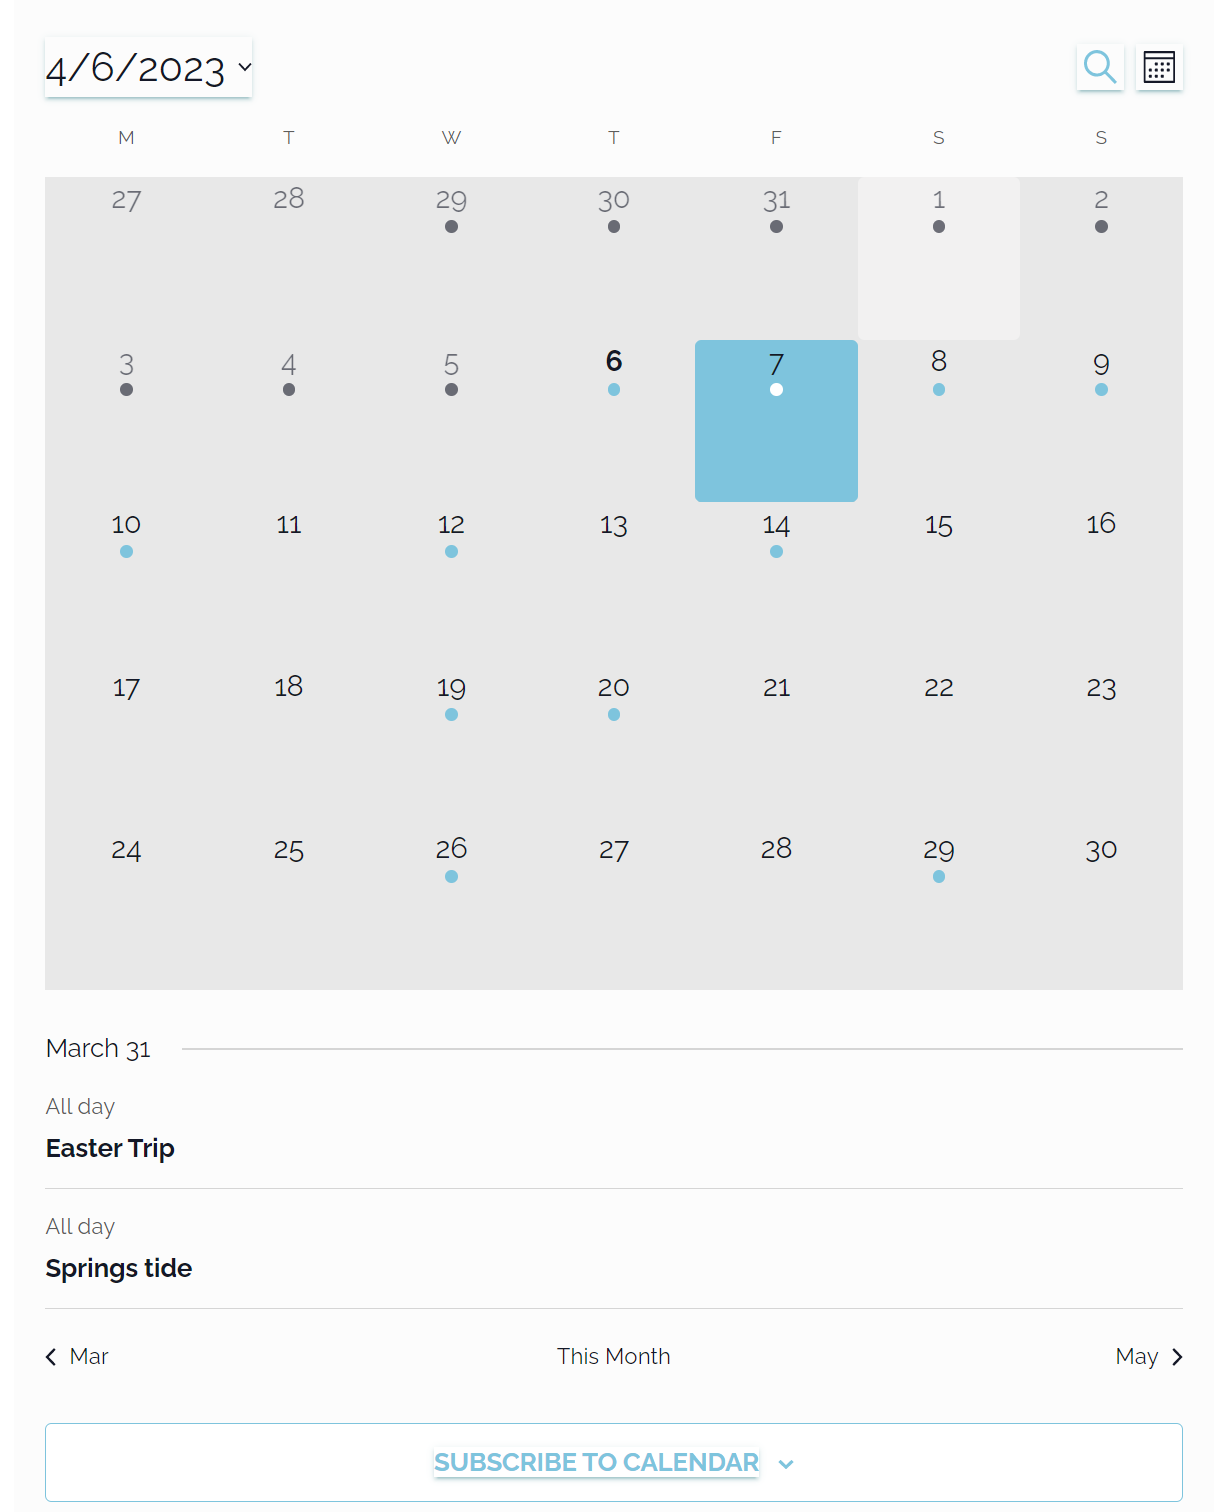 4/6/2023
M T W T F S S
27 28 29 30 31 1 2
3 4 5 6 7 8 9
10 11 12 13 14 15 16
17 18 19 20 21 22 23
24 25 26 27 28 29 30
March 31
All day
Easter Trip
All day
Springs tide
Mar This Month May
SUBSCRIBE TO CALENDAR